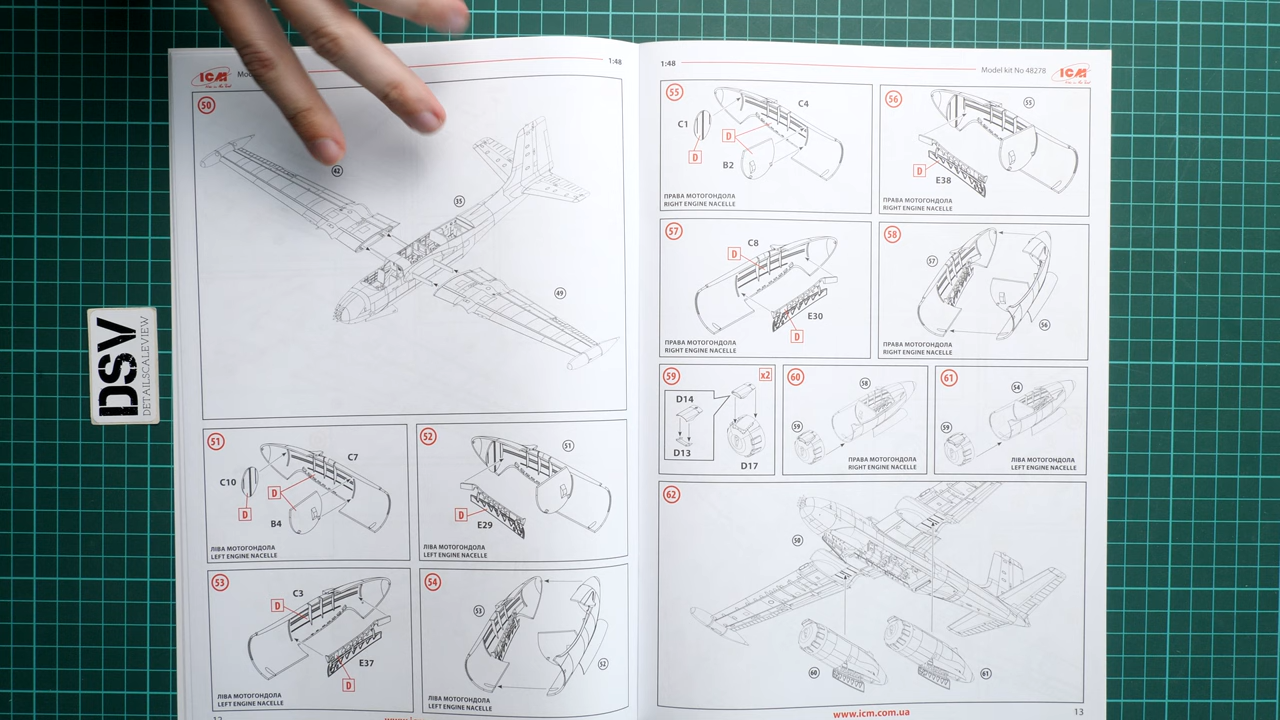 DSV
DETAILSCALEVIEW
ICM
1:48
50
42
35
49
51
C7
C10
D
D
B4
ЛІВА МОТОГОНДОЛА
LEFT ENGINE NACELLE
52
51
D
E29
ЛІВА МОТОГОНДОЛА
LEFT ENGINE NACELLE
53
C3
D
E37
D
ЛІВА МОТОГОНДОЛА
LEFT ENGINE NACELLE
54
53
52
ЛІВА МОТОГОНДОЛА
LEFT ENGINE NACELLE
1:48
Model kit No 48278
ICM
55
C4
C1
D
D
B2
ПРАВА МОТОГОНДОЛА
RIGHT ENGINE NACELLE
56
55
D
E38
ПРАВА МОТОГОНДОЛА
RIGHT ENGINE NACELLE
57
C8
D
E30
D
ПРАВА МОТОГОНДОЛА
RIGHT ENGINE NACELLE
58
57
56
ПРАВА МОТОГОНДОЛА
RIGHT ENGINE NACELLE
59
x2
D14
D13
D17
60
58
59
ПРАВА МОТОГОНДОЛА
RIGHT ENGINE NACELLE
61
54
59
ЛІВА МОТОГОНДОЛА
LEFT ENGINE NACELLE
62
50
60
61
www.icm.com.ua
13